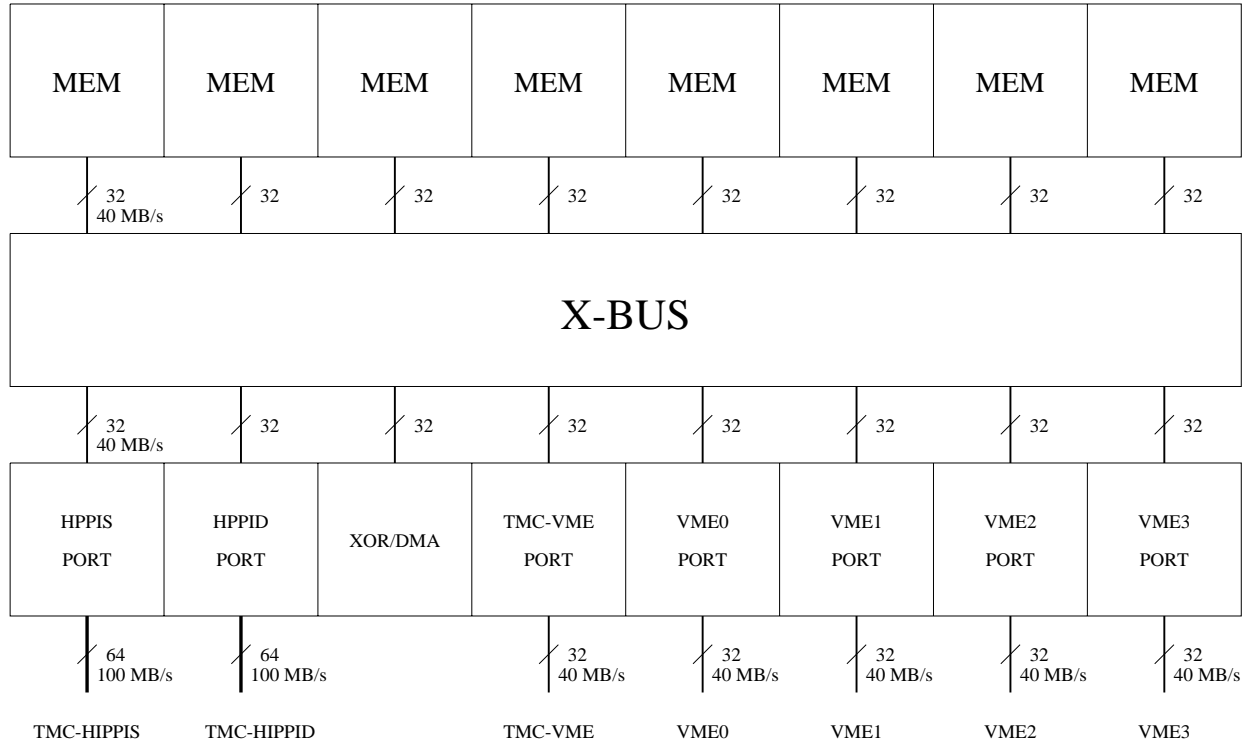 MEM MEM MEM MEM MEM MEM MEM MEM
32 32 32 32 32 32 32 32
40 MB/s
X-BUS
32 32 32 32 32 32 32 32
40 MB/s
HPPIS HPPID TMC-VME VME0 VME1 VME2 VME3
XOR/DMA
PORT PORT PORT PORT PORT PORT PORT
64 64 32 32 32 32 32
100 MB/s 100 MB/s 40 MB/s 40 MB/s 40 MB/s 40 MB/s 40 MB/s
TMC-HIPPIS TMC-HIPPID TMC-VME VME0 VME1 VME2 VME3